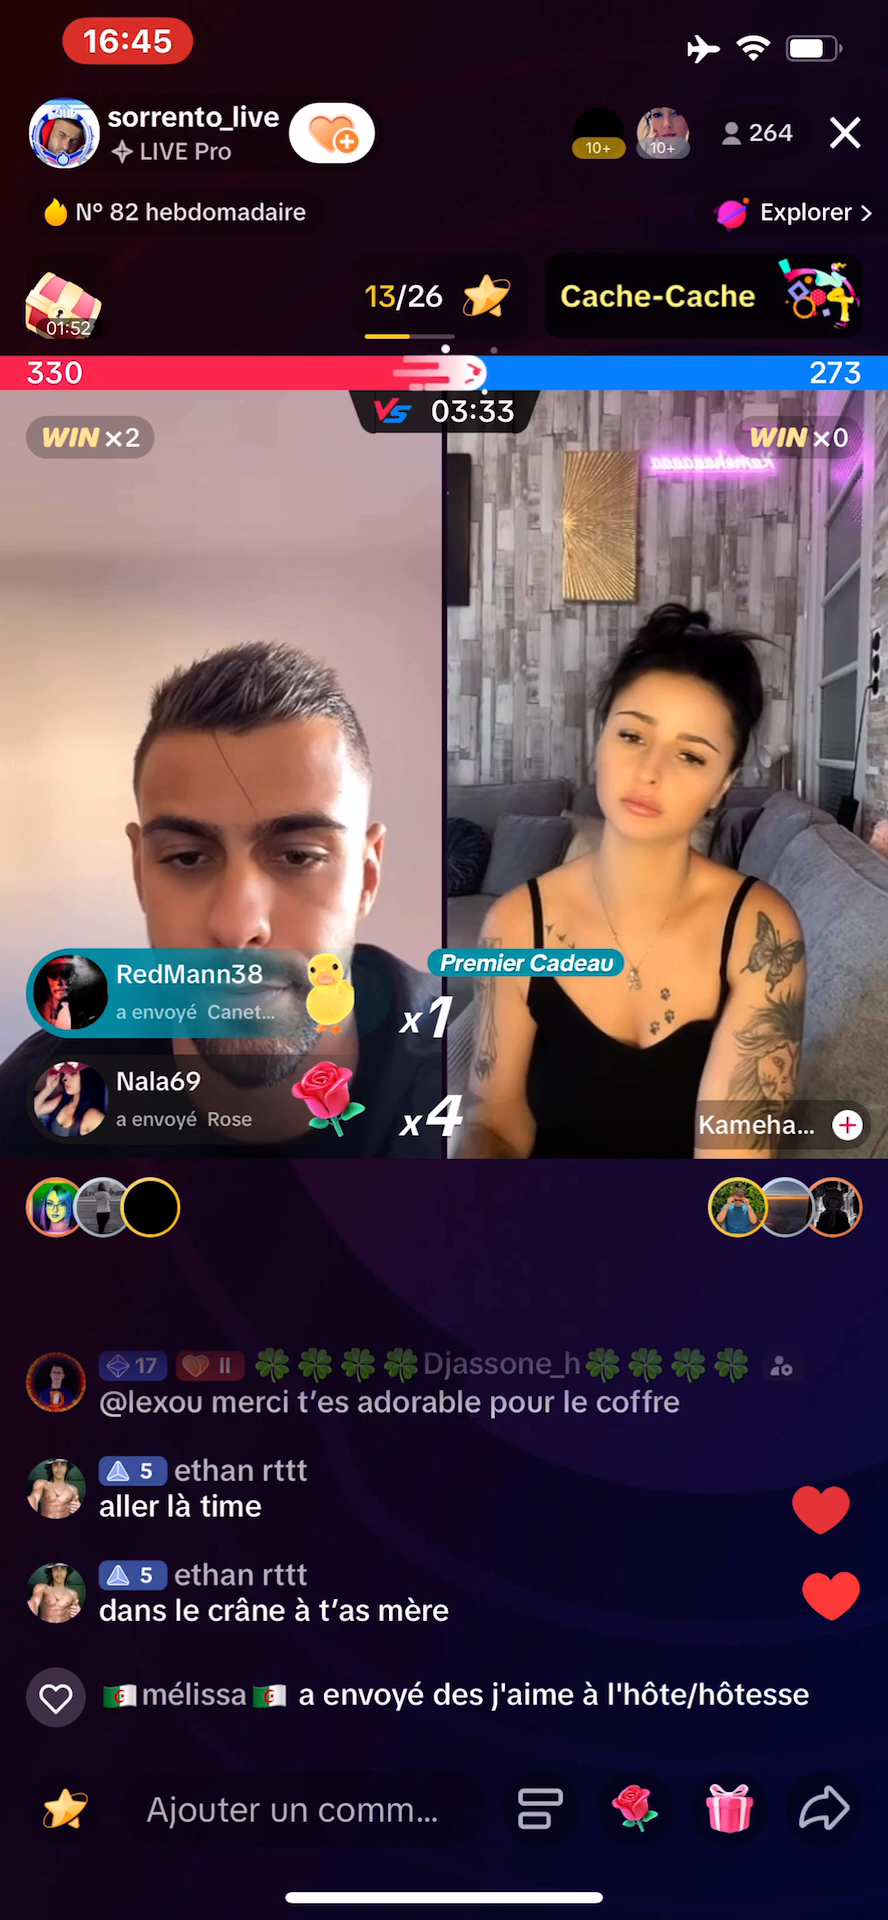 16:45
sorrento_live
LIVE Pro
10+
10+
264
N° 82 hebdomadaire
Explorer
01:52
13/26
Cache-Cache
330
273
VS 03:33
WIN x2
WIN x0
kamehaaaaa
Premier Cadeau
RedMann38
a envoyé Canet...
x1
Nala69
a envoyé Rose
x4
Kameha...
17 II 🍀🍀🍀🍀Djassone_h🍀🍀🍀🍀
@lexou merci t’es adorable pour le coffre
5 ethan rttt
aller là time
5 ethan rttt
dans le crâne à t’as mère
🇩🇿mélissa🇩🇿 a envoyé des j'aime à l'hôte/hôtesse
Ajouter un comm...